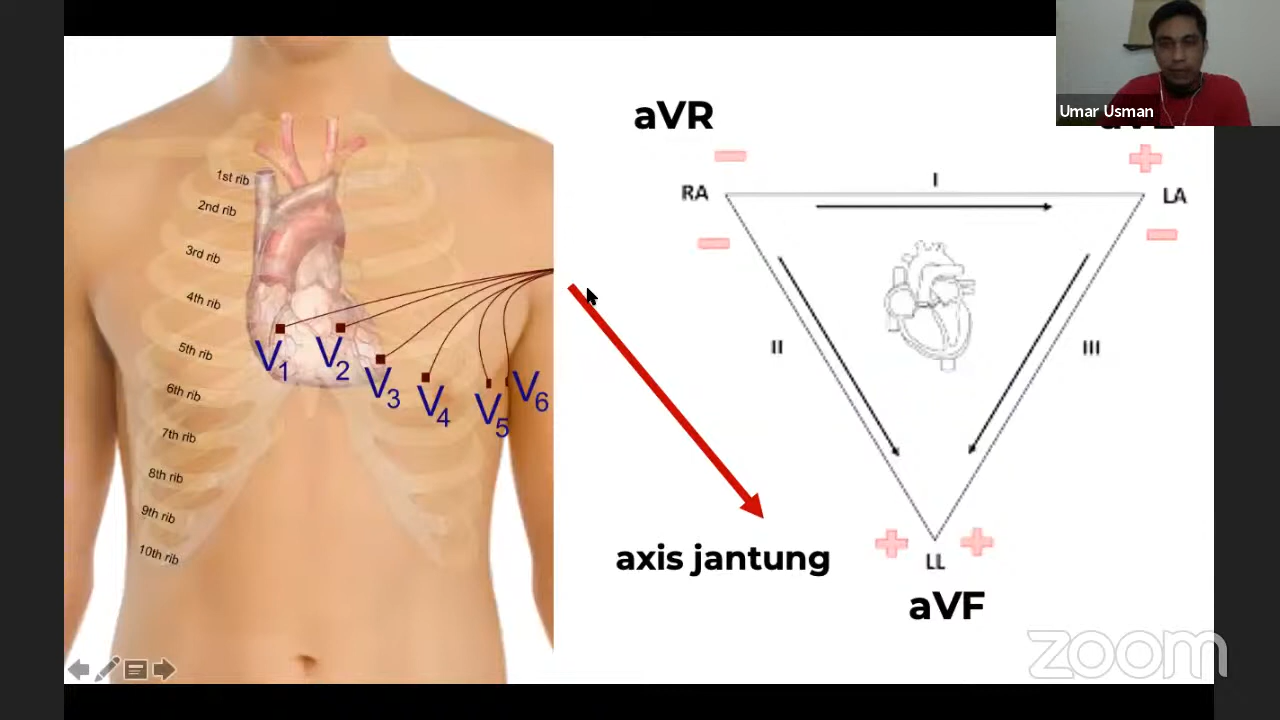 Umar Usman
aVR
1st rib
2nd rib
3rd rib
4th rib
5th rib
6th rib
7th rib
8th rib
9th rib
10th rib
V1
V2
V3
V4
V5
V6
RA
I
LA
II
III
LL
axis jantung
aVF
zoom